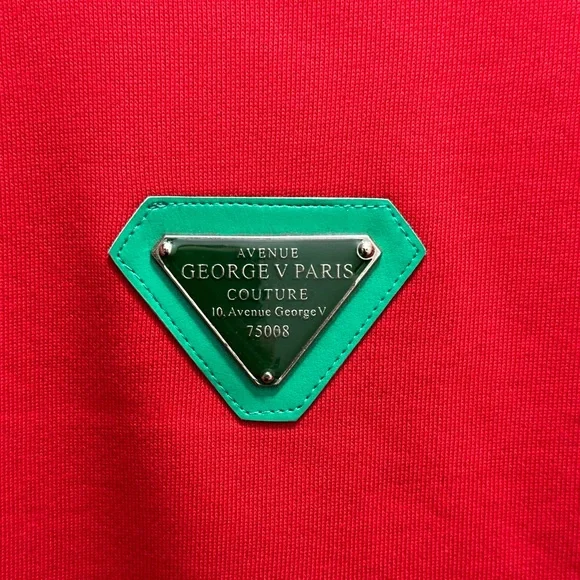 AVENUE
GEORGE V PARIS
COUTURE
10, Avenue George V
75008